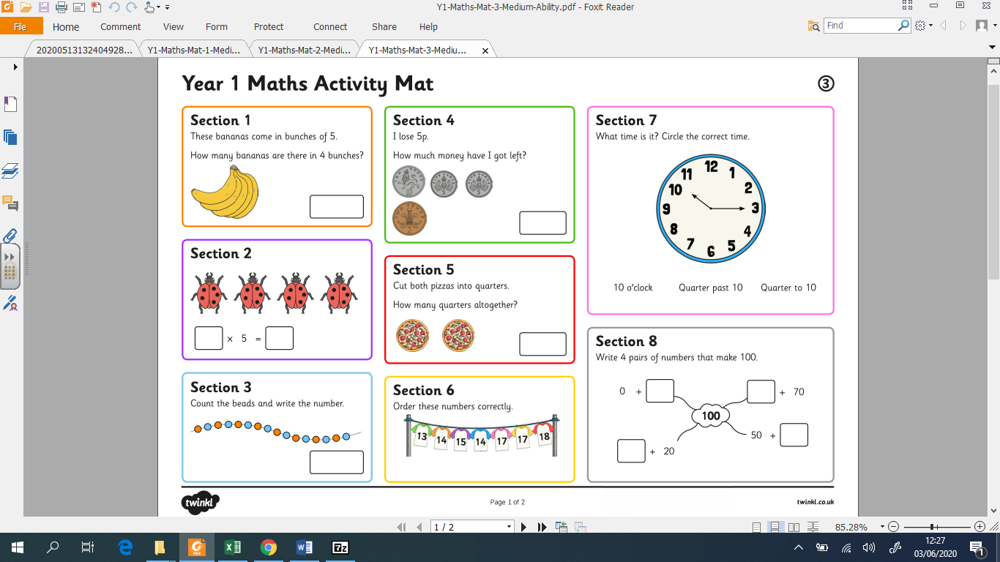 Y1-Maths-Mat-3-Medium-Ability.pdf - Foxit Reader
File Home Comment View Form Protect Connect Share Help Find
20200513132404928... Y1-Maths-Mat-1-Medi... Y1-Maths-Mat-2-Medi... Y1-Maths-Mat-3-Mediu...
Year 1 Maths Activity Mat
3
Section 1
These bananas come in bunches of 5.
How many bananas are there in 4 bunches?
Section 2
× 5 =
Section 3
Count the beads and write the number.
Section 4
I lose 5p.
How much money have I got left?
10 5 5
2
Section 5
Cut both pizzas into quarters.
How many quarters altogether?
Section 6
Order these numbers correctly.
13 14 15 14 17 17 18
Section 7
What time is it? Circle the correct time.
12 1 2 3 4 5 6 7 8 9 10 11
10 o'clock Quarter past 10 Quarter to 10
Section 8
Write 4 pairs of numbers that make 100.
0 + + 70
100
50 +
+ 20
twinkl Page 1 of 2 twinkl.co.uk
1 / 2 85.28%
PDF 7z 12:27
03/06/2020 1